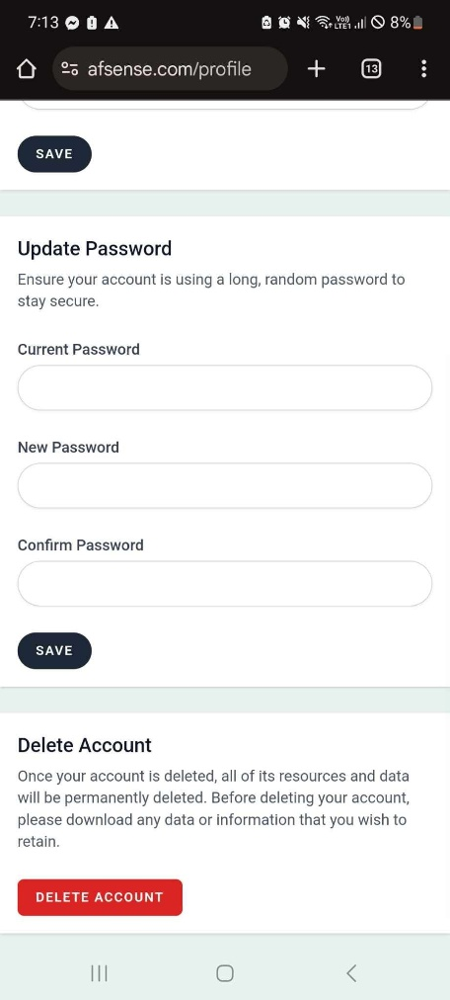 7:13
Vo)) LTE1 8%
afsense.com/profile
13
SAVE
Update Password
Ensure your account is using a long, random password to
stay secure.
Current Password
New Password
Confirm Password
SAVE
Delete Account
Once your account is deleted, all of its resources and data
will be permanently deleted. Before deleting your account,
please download any data or information that you wish to
retain.
DELETE ACCOUNT